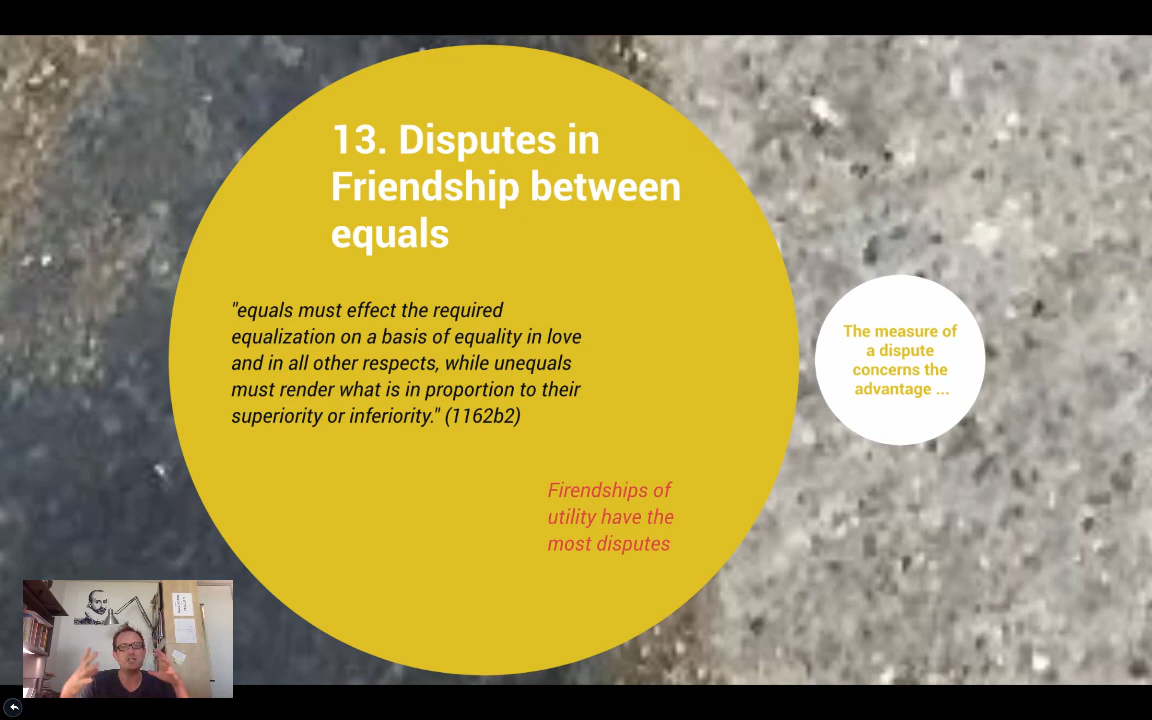 13. Disputes in
Friendship between
equals
"equals must effect the required
equalization on a basis of equality in love
and in all other respects, while unequals
must render what is in proportion to their
superiority or inferiority." (1162b2)
Firendships of
utility have the
most disputes
The measure of
a dispute
concerns the
advantage ...